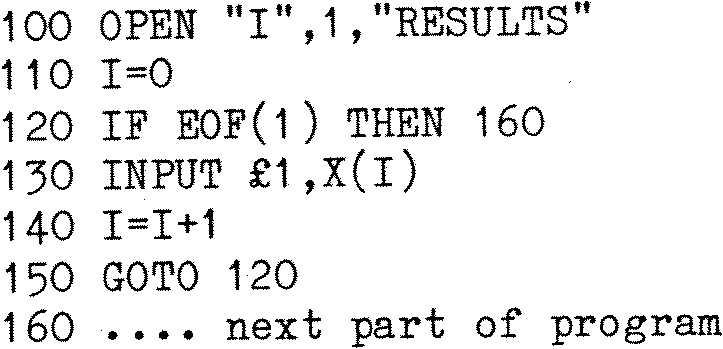 100 OPEN "I",1,"RESULTS"
110 I=0
120 IF EOF(1) THEN 160
130 INPUT £1,X(I)
140 I=I+1
150 GOTO 120
160 .... next part of program